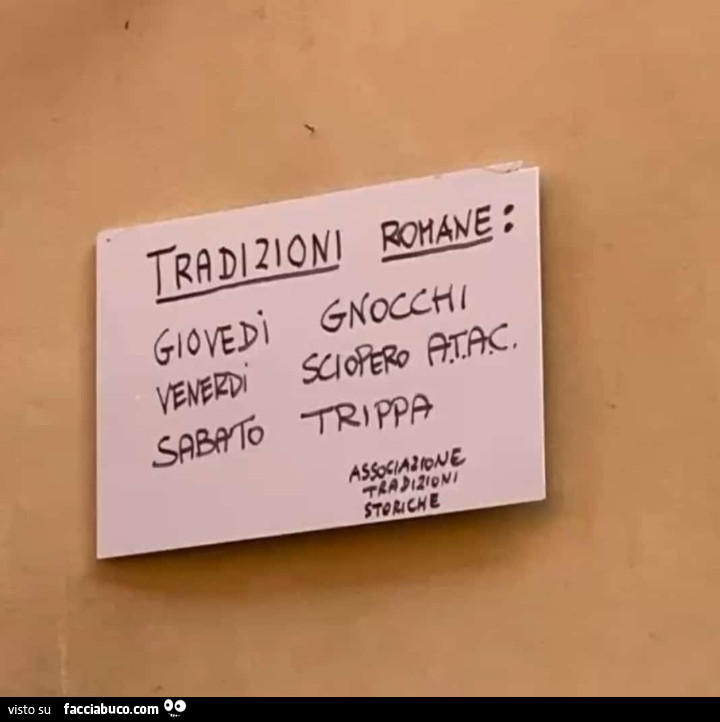 TRADIZIONI ROMANE:
GIOVEDÌ GNOCCHI
VENERDÌ SCIOPERO A.T.A.C.
SABATO TRIPPA
ASSOCIAZIONE
TRADIZIONI
STORICHE
visto su facciabuco.com